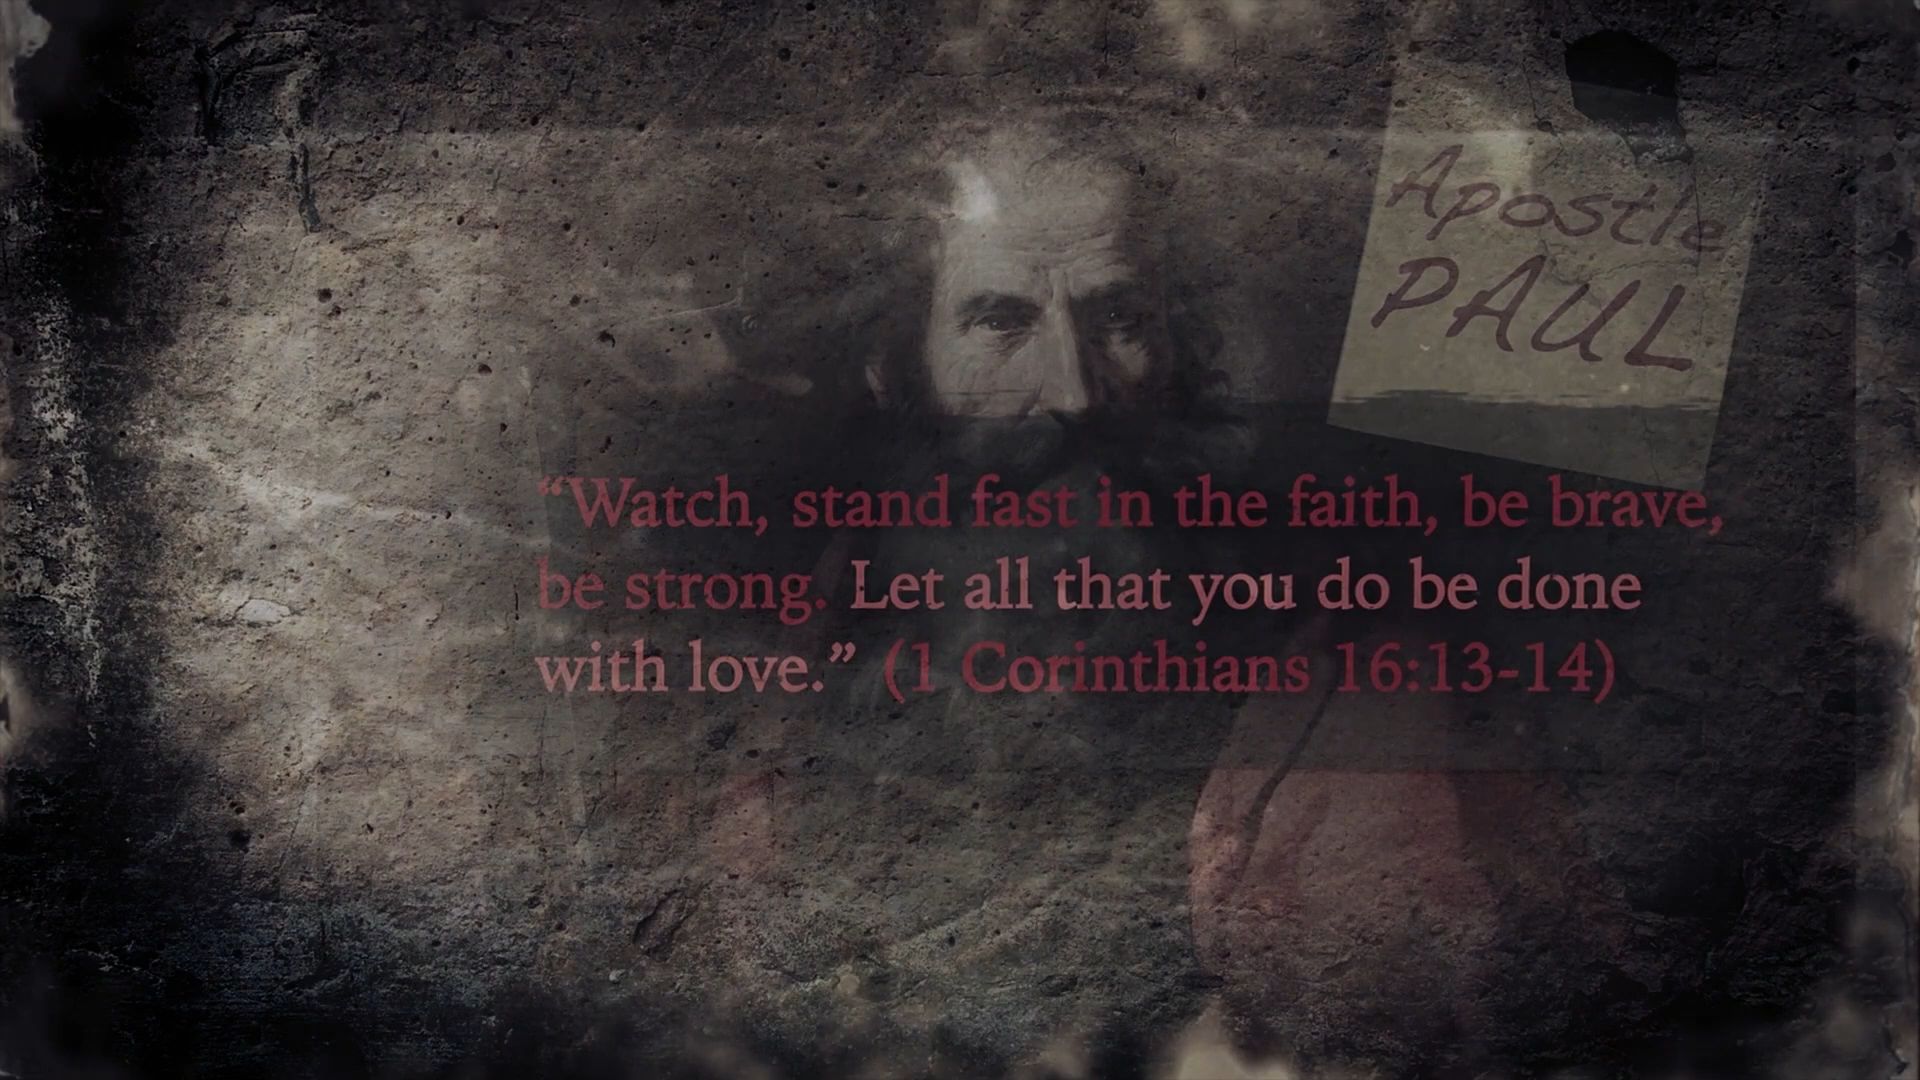 Apostle
PAUL
“Watch, stand fast in the faith, be brave,
be strong. Let all that you do be done
with love.” (1 Corinthians 16:13-14)